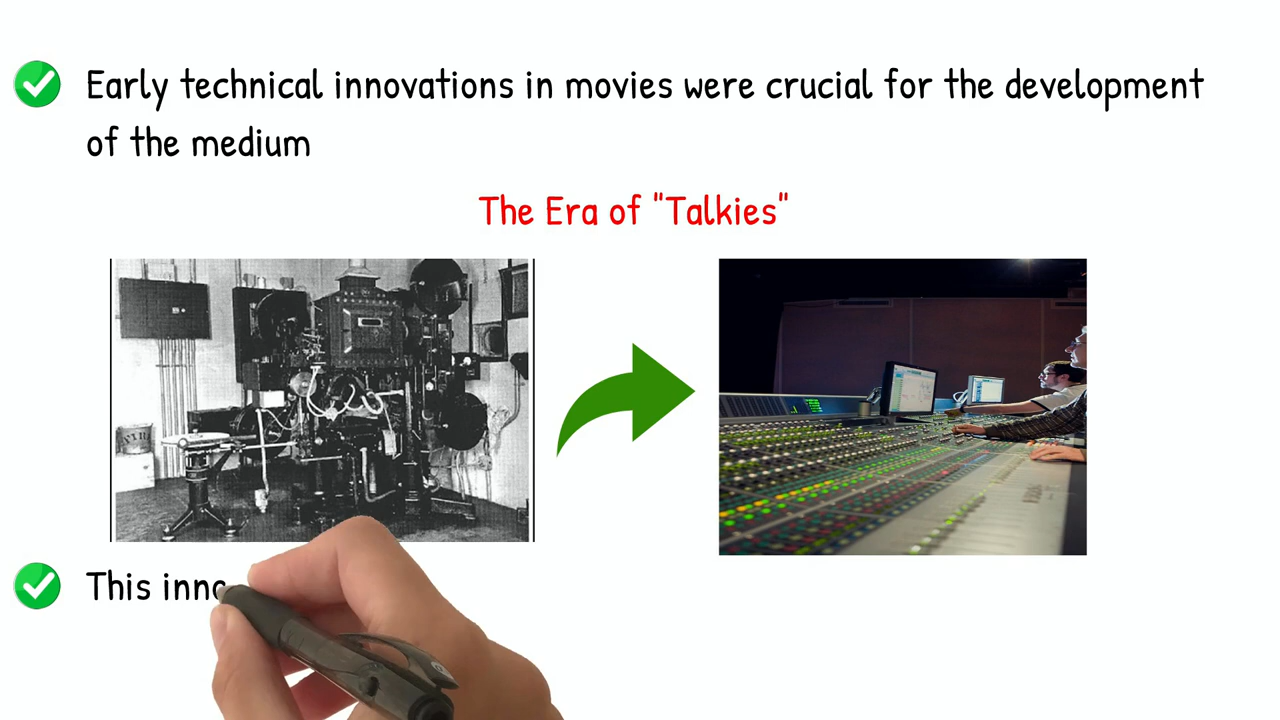 Early technical innovations in movies were crucial for the development
of the medium
The Era of "Talkies"
This inno